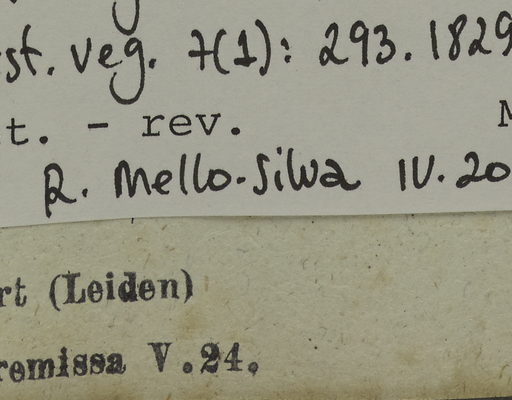 st. veg. 7(1): 293. 1829
t. - rev.
R. Mello-Silva IV. 20
rt (Leiden)
remissa V.24.